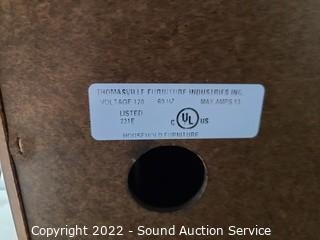 THOMASVILLE FURNITURE INDUSTRIES INC.
VOLTAGE 120 60 HZ MAX AMPS 13
LISTED
221E
C UL US
HOUSEHOLD FURNITURE
Copyright 2022 - Sound Auction Service